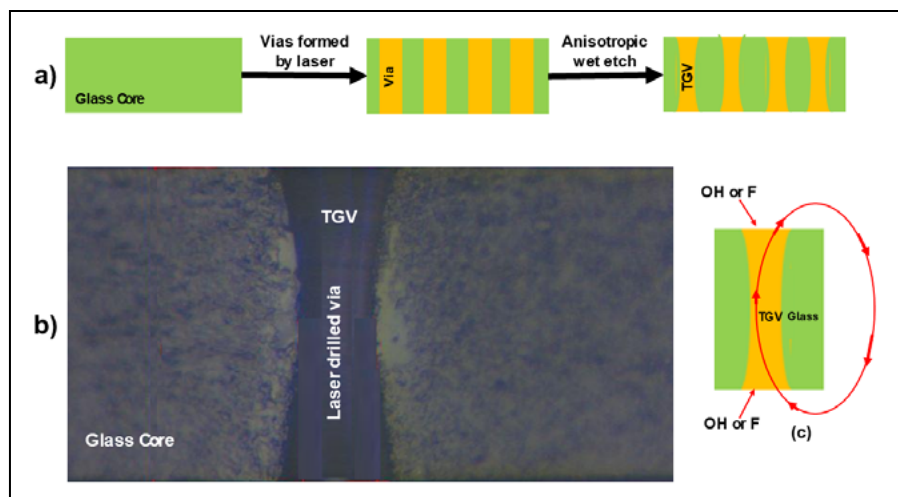 a)
Glass Core
Vias formed
by laser
Via
Anisotropic
wet etch
TGV
b)
TGV
Laser drilled via
Glass Core
OH or F
TGV
Glass
OH or F
(c)